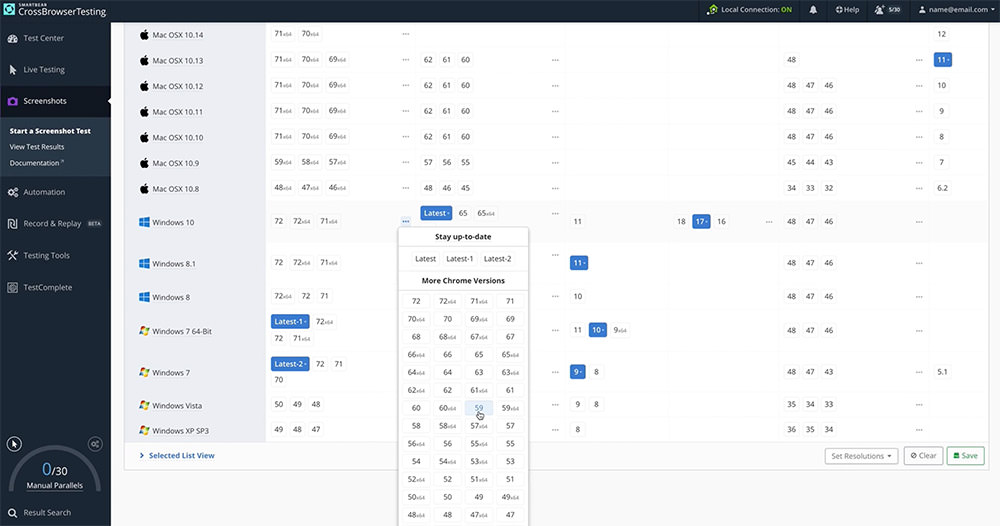 SMARTBEAR
CrossBrowserTesting
Local Connection: ON
Help
5/30
name@email.com
Test Center
Live Testing
Screenshots
Start a Screenshot Test
View Test Results
Documentation
Automation
Record & Replay BETA
Testing Tools
TestComplete
0/30
Manual Parallels
Result Search
Mac OSX 10.14 71x64 70x64 ... 12
Mac OSX 10.13 71x64 70x64 69x64 ... 62 61 60 ... 48 ... 11
Mac OSX 10.12 71x64 70x64 69x64 ... 62 61 60 ... 48 47 46 ... 10
Mac OSX 10.11 71x64 70x64 69x64 ... 62 61 60 ... 48 47 46 ... 9
Mac OSX 10.10 71x64 70x64 69x64 ... 62 61 60 ... 48 47 46 ... 8
Mac OSX 10.9 59x64 58x64 57x64 ... 57 56 55 ... 45 44 43 ... 7
Mac OSX 10.8 48x64 47x64 46x64 ... 48 46 45 ... 34 33 32 ... 6.2
Windows 10 72 72x64 71x64 ... Latest 65 65x64 ... 11 18 17 16 ... 48 47 46 ...
Windows 8.1 72 72x64 71x64 ... 11 48 47 46 ...
Windows 8 72x64 72 71 ... 10 48 47 46 ...
Windows 7 64-Bit Latest-1 72x64 ... 11 10 9x64 48 47 46 ...
72 71x64
Windows 7 Latest-2 72 71 ... 9 8 48 47 43 ... 5.1
70
Windows Vista 50 49 48 ... 9 8 35 34 33 ...
Windows XP SP3 49 48 47 ... 8 36 35 34 ...
Stay up-to-date
Latest Latest-1 Latest-2
More Chrome Versions
72 72x64 71x64 71
70x64 70 69x64 69
68 68x64 67x64 67
66x64 66 65 65x64
64x64 64 63 63x64
62x64 62 61x64 61
60 60x64 59 59x64
58 58x64 57x64 57
56x64 56 55x64 55
54 54x64 53x64 53
52x64 52 51x64 51
50x64 50 49 49x64
48x64 48 47x64 47
Selected List View
Set Resolutions
Clear
Save